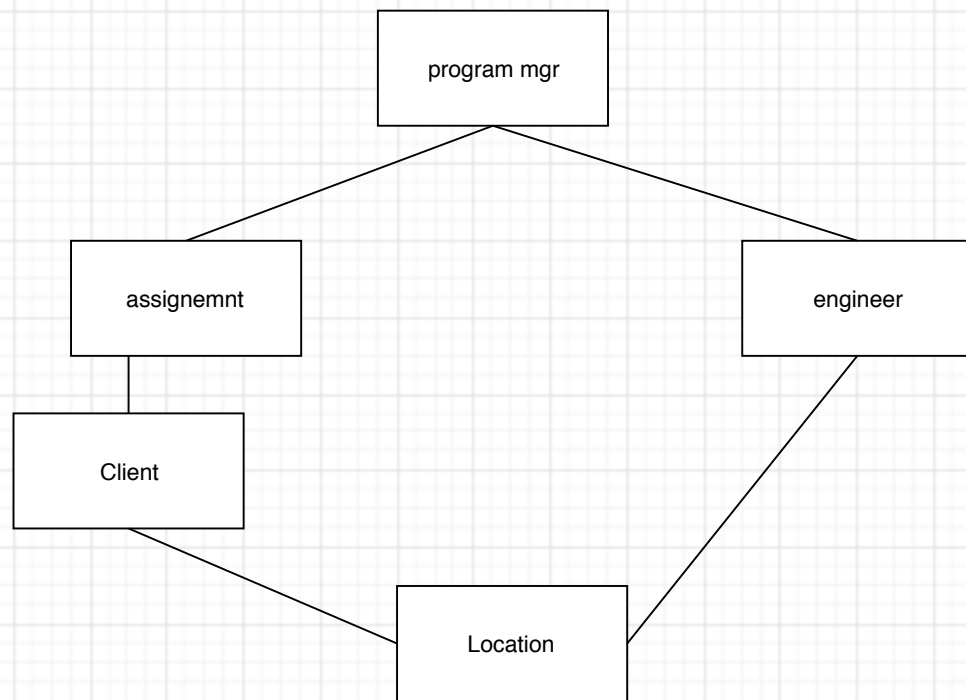 program mgr
assignemnt
engineer
Client
Location